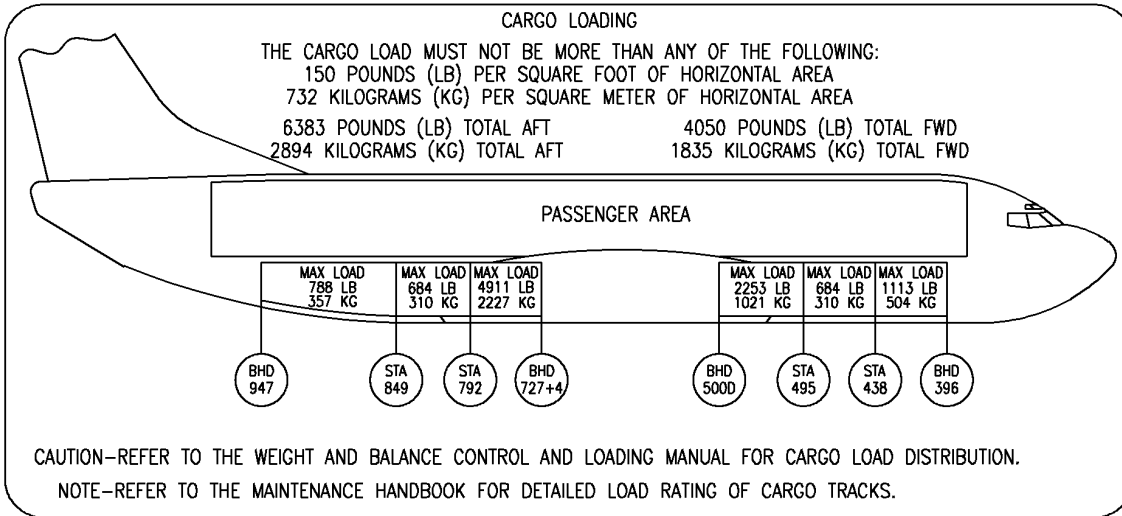 CARGO LOADING
THE CARGO LOAD MUST NOT BE MORE THAN ANY OF THE FOLLOWING:
150 POUNDS (LB) PER SQUARE FOOT OF HORIZONTAL AREA
732 KILOGRAMS (KG) PER SQUARE METER OF HORIZONTAL AREA
6383 POUNDS (LB) TOTAL AFT
2894 KILOGRAMS (KG) TOTAL AFT
4050 POUNDS (LB) TOTAL FWD
1835 KILOGRAMS (KG) TOTAL FWD
PASSENGER AREA
MAX LOAD
788 LB
357 KG
MAX LOAD
684 LB
310 KG
MAX LOAD
4911 LB
2227 KG
MAX LOAD
2253 LB
1021 KG
MAX LOAD
684 LB
310 KG
MAX LOAD
1113 LB
504 KG
BHD
947
STA
849
STA
792
BHD
727+4
BHD
500D
STA
495
STA
438
BHD
396
CAUTION–REFER TO THE WEIGHT AND BALANCE CONTROL AND LOADING MANUAL FOR CARGO LOAD DISTRIBUTION.
NOTE–REFER TO THE MAINTENANCE HANDBOOK FOR DETAILED LOAD RATING OF CARGO TRACKS.